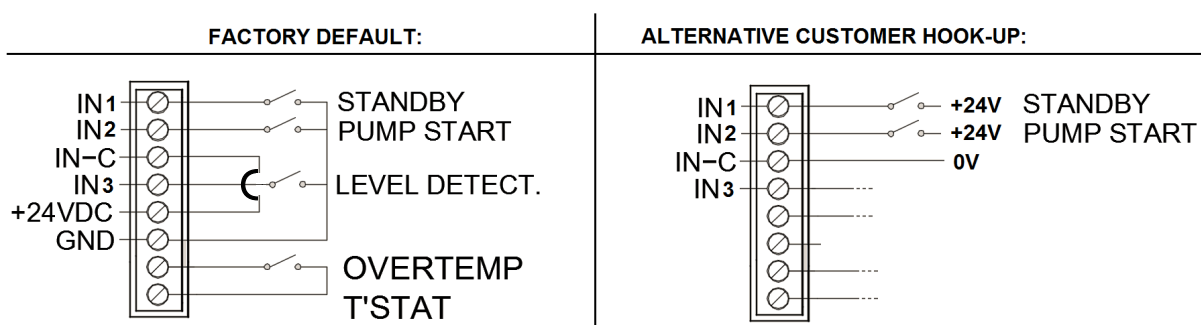 FACTORY DEFAULT:
IN1 STANDBY
IN2 PUMP START
IN-C
IN3 LEVEL DETECT.
+24VDC
GND
OVERTEMP
T'STAT
ALTERNATIVE CUSTOMER HOOK-UP:
IN1 +24V STANDBY
IN2 +24V PUMP START
IN-C 0V
IN3